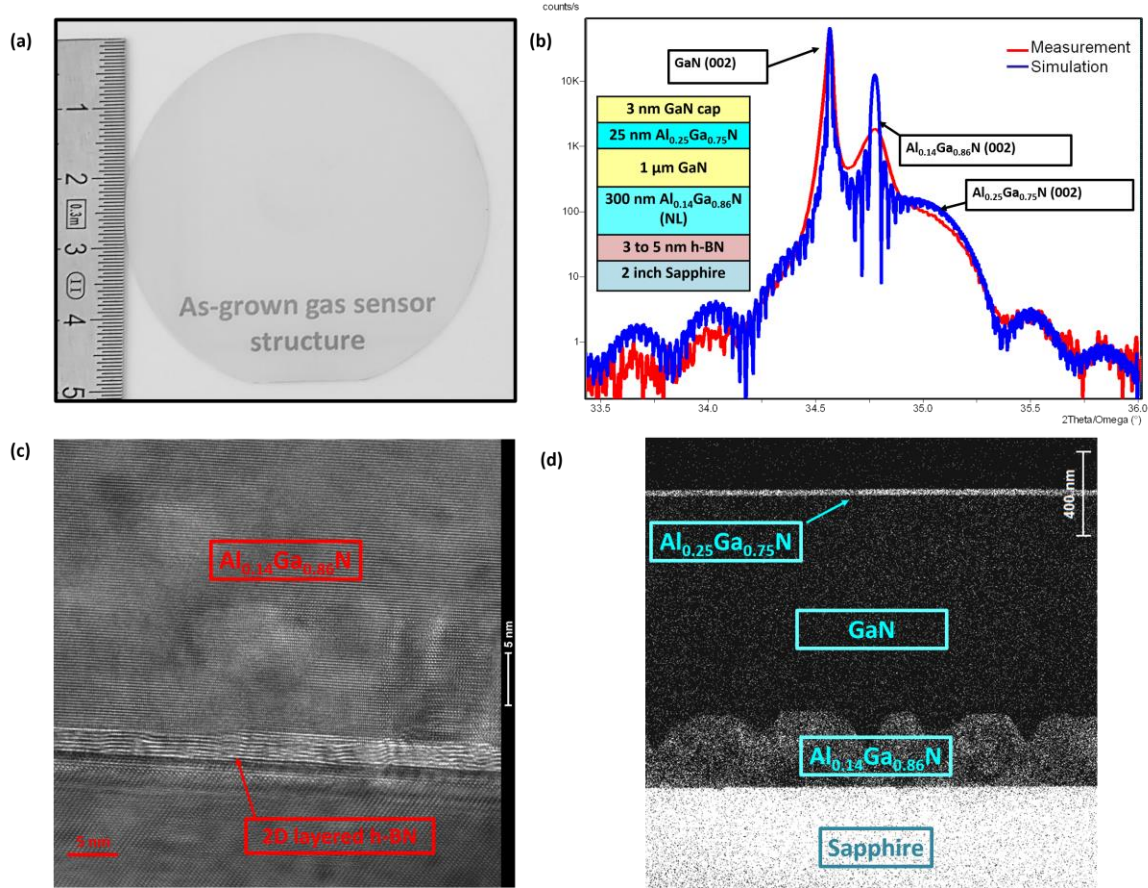 (a)
1
2
0.3m
3
II
4
5
As-grown gas sensor
structure
(b)
counts/s
10K
1K
100
10
1
33.5
34.0
34.5
35.0
35.5
36.0
2Theta/Omega (°)
GaN (002)
Measurement
Simulation
Al0.14Ga0.86N (002)
Al0.25Ga0.75N (002)
3 nm GaN cap
25 nm Al0.25Ga0.75N
1 μm GaN
300 nm Al0.14Ga0.86N
(NL)
3 to 5 nm h-BN
2 inch Sapphire
(c)
Al0.14Ga0.86N
5 nm
2D layered h-BN
5 nm
(d)
400 nm
Al0.25Ga0.75N
GaN
Al0.14Ga0.86N
Sapphire